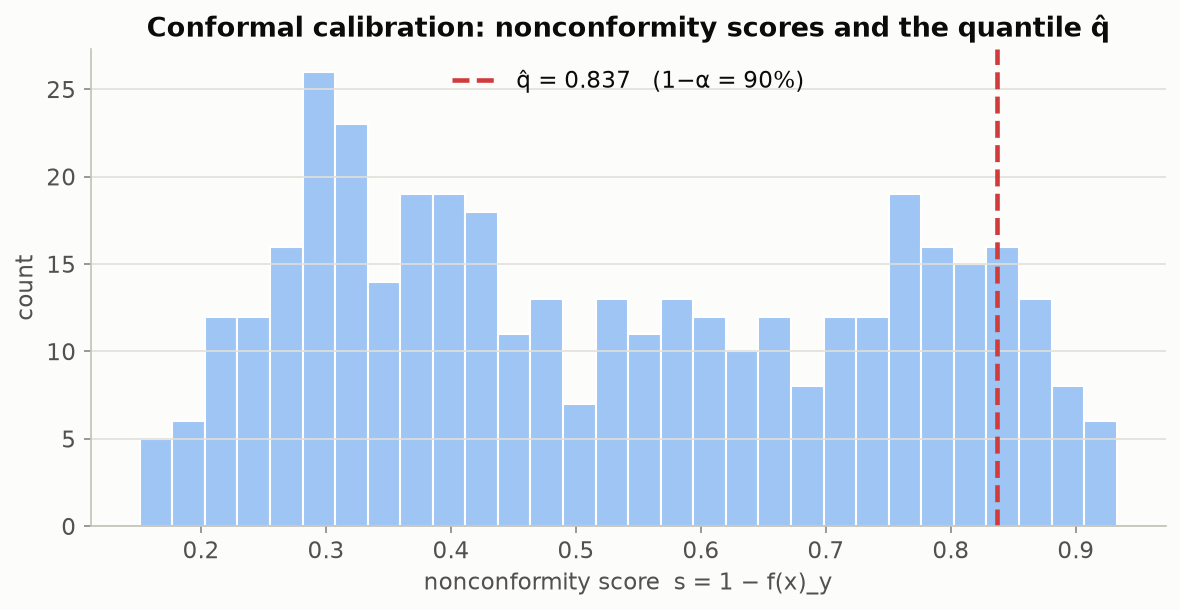 Conformal calibration: nonconformity scores and the quantile q̂
q̂ = 0.837   (1−α = 90%)
25
20
15
10
5
0
count
0.2 0.3 0.4 0.5 0.6 0.7 0.8 0.9
nonconformity score  s = 1 − f(x)_y